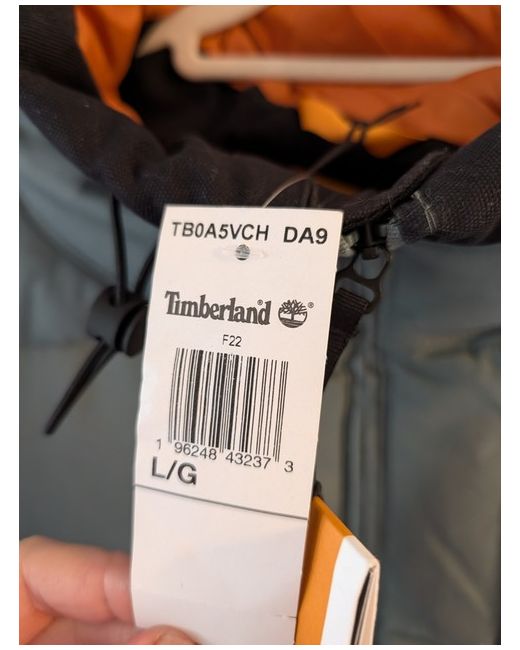 TB0A5VCH DA9
Timberland®
F22
1 96248 43237 3
L/G